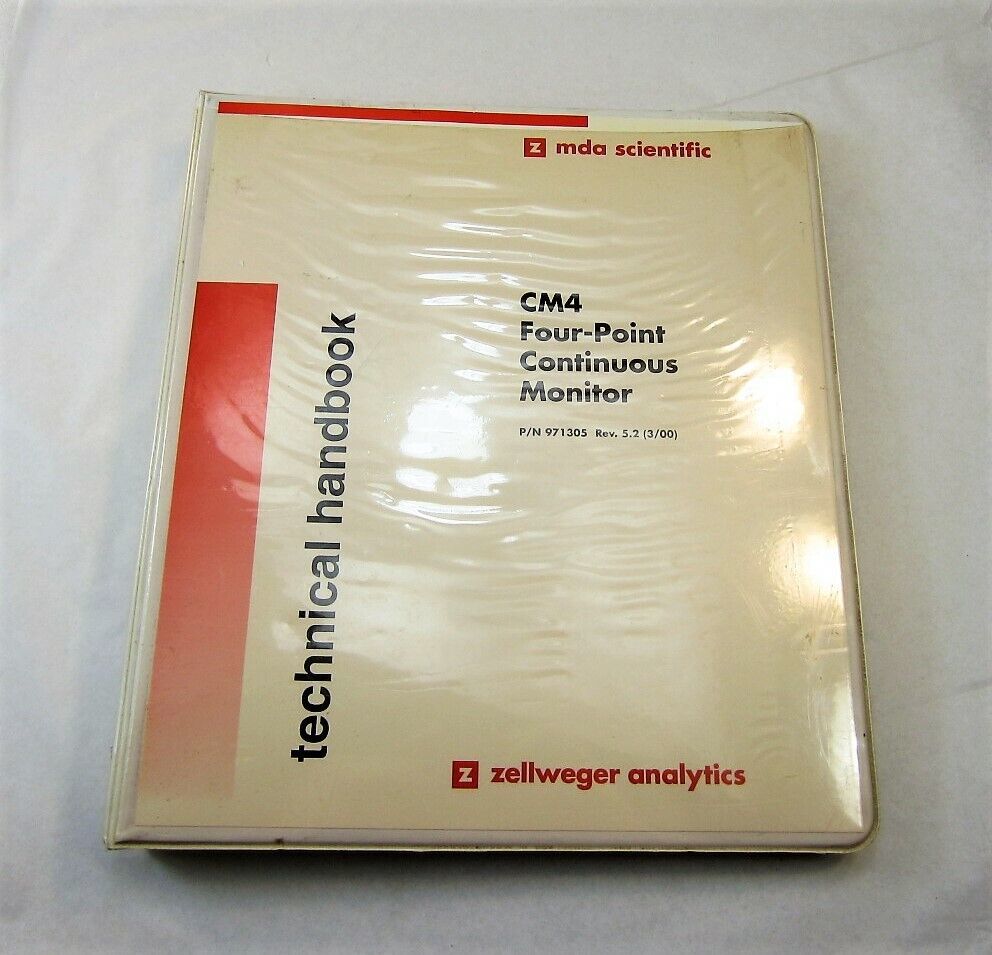 z mda scientific
CM4
Four-Point
Continuous
Monitor
P/N 971305 Rev. 5.2 (3/00)
technical handbook
z zellweger analytics